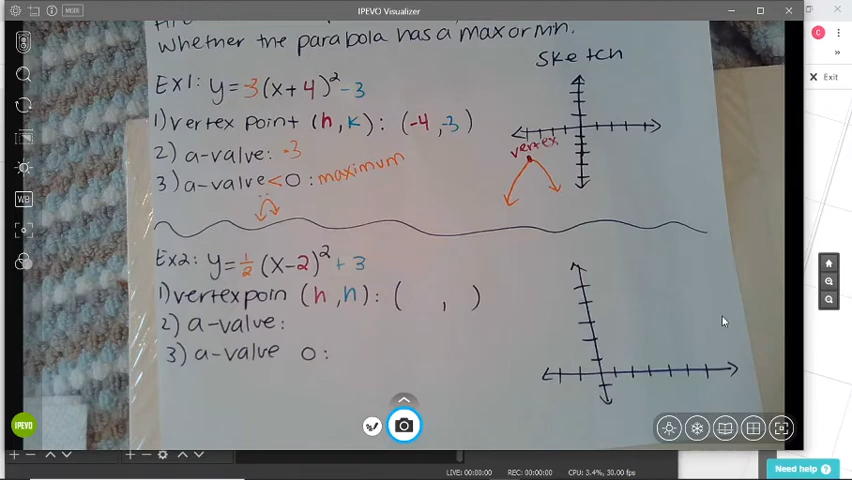 IPEVO Visualizer
MODE
C
Exit
Whether the parabola has a max or min.
Sketch
Ex1: y=-3(x+4)²-3
1) vertex point (h,k): (-4,-3)
vertex
2) a-value: -3
3) a-value<0: maximum
Ex2: y=1/2(x-2)²+3
1) vertex poin (h,n): ( , )
2) a-value:
3) a-value 0:
WB
IPEVO
LIVE: 00:00:00 REC: 00:00:00 CPU: 3.4%, 30.00 fps
Need help?